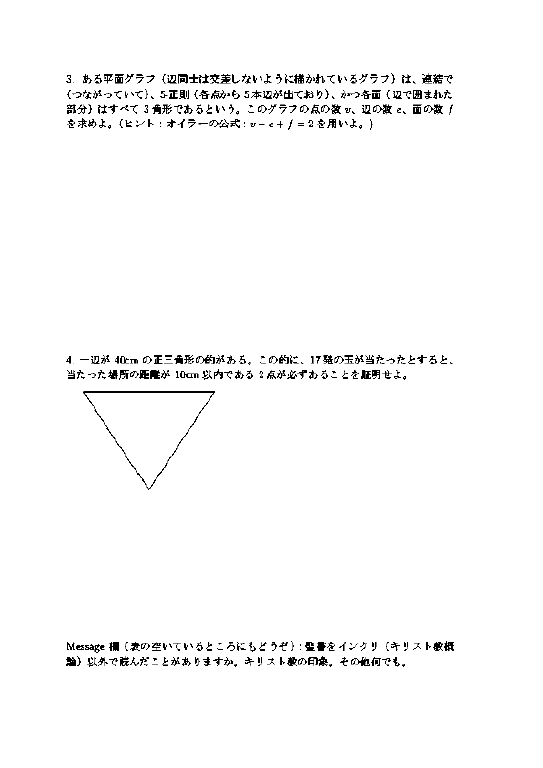 3. ある平面グラフ（辺同士は交差しないように描かれているグラフ）は、連結で
（つながっていて）、5-正則（各点から 5 本辺が出ており）、かつ各面（辺で囲まれた
部分）はすべて 3 角形であるという。このグラフの点の数 v、辺の数 e、面の数 f
を求めよ。（ヒント：オイラーの公式：v − e + f = 2 を用いよ。）
4. 一辺が 40cm の正三角形の的がある。この的に、17 発の玉が当たったとすると、
当たった場所の距離が 10cm 以内である 2 点が必ずあることを証明せよ。
Message 欄（表の空いているところにもどうぞ）：聖書をインクリ（キリスト教概
論）以外で読んだことがありますか。キリスト教の印象。その他何でも。